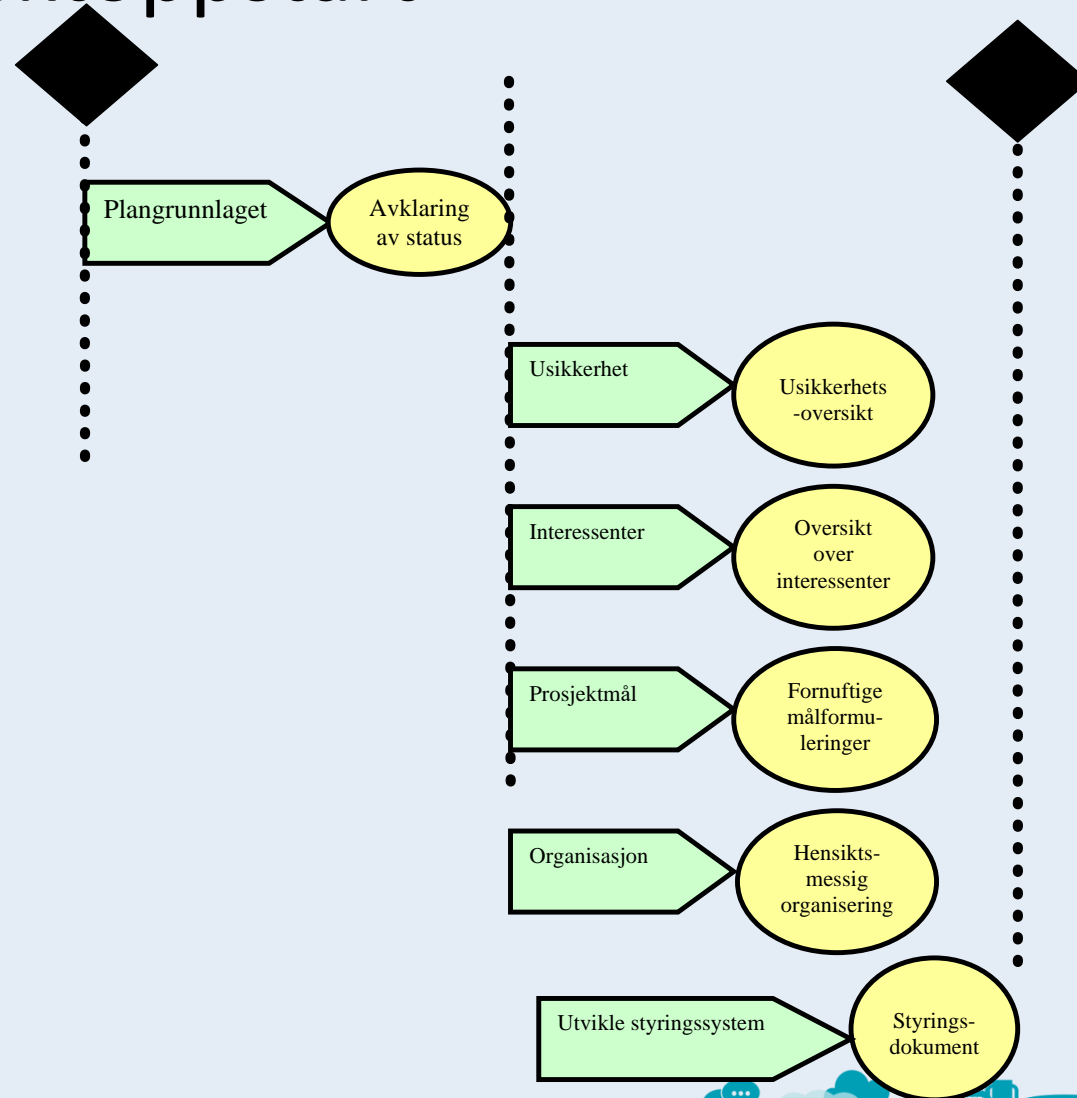 Plangrunnlaget
Avklaring
av status
Usikkerhet
Usikkerhets
-oversikt
Interessenter
Oversikt
over
interessenter
Prosjektmål
Fornuftige
målformu-
leringer
Organisasjon
Hensikts-
messig
organisering
Utvikle styringssystem
Styrings-
dokument